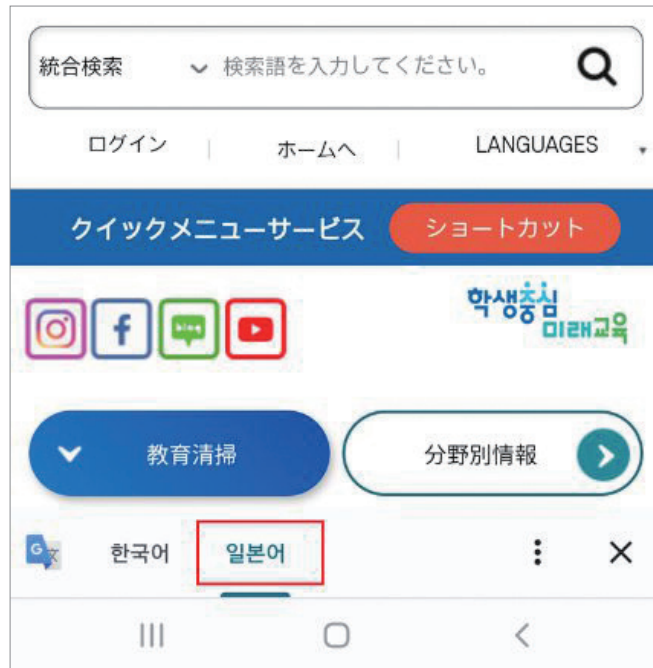 統合検索 検索語を入力してください。
ログイン | ホームへ | LANGUAGES
クイックメニューサービス ショートカット
blog
학생중심
미래교육
教育清掃 分野別情報
G 文 한국어 일본어